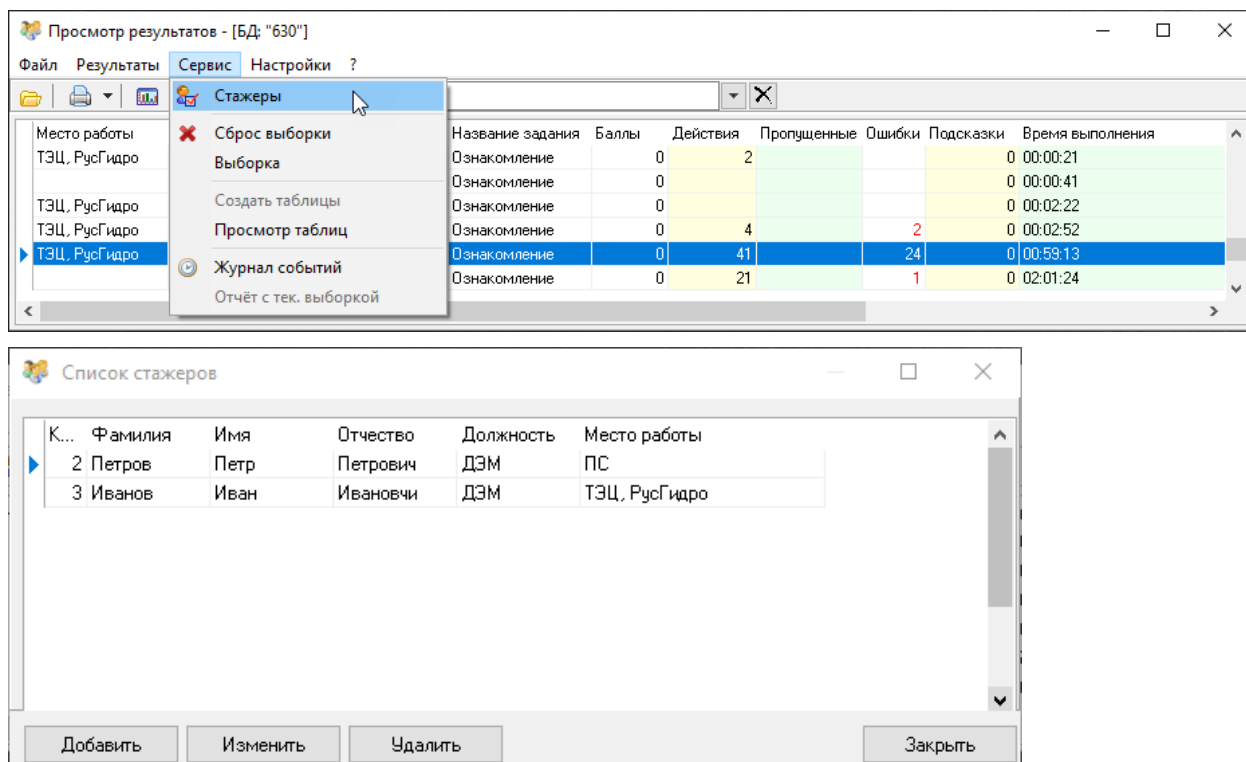 Просмотр результатов - [БД: "630"]
Файл Результаты Сервис Настройки ?
Стажеры
Сброс выборки
Выборка
Создать таблицы
Просмотр таблиц
Журнал событий
Отчёт с тек. выборкой
Место работы Название задания Баллы Действия Пропущенные Ошибки Подсказки Время выполнения
ТЭЦ, РусГидро Ознакомление 0 2 0 00:00:21
Ознакомление 0 0 00:00:41
ТЭЦ, РусГидро Ознакомление 0 0 00:02:22
ТЭЦ, РусГидро Ознакомление 0 4 2 0 00:02:52
ТЭЦ, РусГидро Ознакомление 0 41 24 0 00:59:13
Ознакомление 0 21 1 0 02:01:24
Список стажеров
К... Фамилия Имя Отчество Должность Место работы
2 Петров Петр Петрович ДЭМ ПС
3 Иванов Иван Ивановчи ДЭМ ТЭЦ, РусГидро
Добавить Изменить Удалить Закрыть